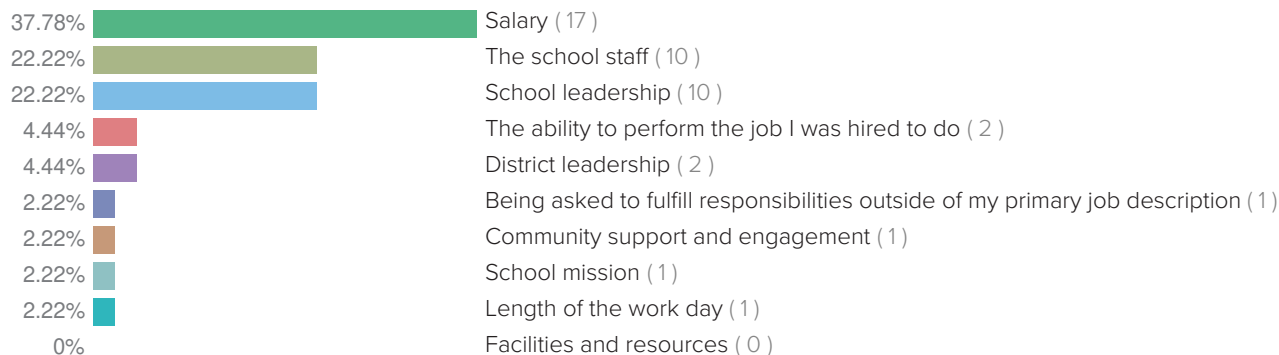 37.78% Salary ( 17 )
22.22% The school staff ( 10 )
22.22% School leadership ( 10 )
4.44% The ability to perform the job I was hired to do ( 2 )
4.44% District leadership ( 2 )
2.22% Being asked to fulfill responsibilities outside of my primary job description ( 1 )
2.22% Community support and engagement ( 1 )
2.22% School mission ( 1 )
2.22% Length of the work day ( 1 )
0% Facilities and resources ( 0 )